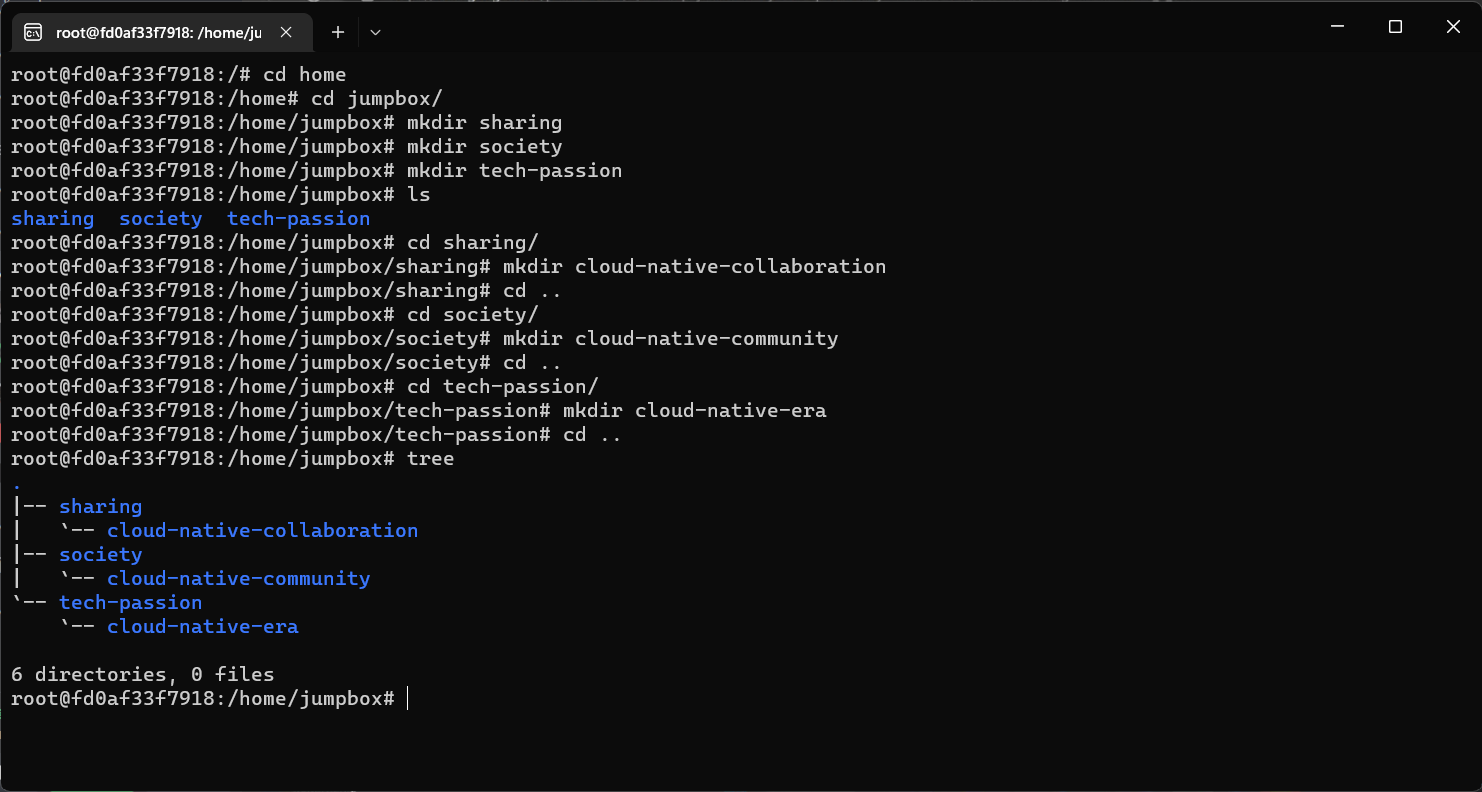 root@fd0af33f7918: /home/ju
root@fd0af33f7918:/# cd home
root@fd0af33f7918:/home# cd jumpbox/
root@fd0af33f7918:/home/jumpbox# mkdir sharing
root@fd0af33f7918:/home/jumpbox# mkdir society
root@fd0af33f7918:/home/jumpbox# mkdir tech-passion
root@fd0af33f7918:/home/jumpbox# ls
sharing  society  tech-passion
root@fd0af33f7918:/home/jumpbox# cd sharing/
root@fd0af33f7918:/home/jumpbox/sharing# mkdir cloud-native-collaboration
root@fd0af33f7918:/home/jumpbox/sharing# cd ..
root@fd0af33f7918:/home/jumpbox# cd society/
root@fd0af33f7918:/home/jumpbox/society# mkdir cloud-native-community
root@fd0af33f7918:/home/jumpbox/society# cd ..
root@fd0af33f7918:/home/jumpbox# cd tech-passion/
root@fd0af33f7918:/home/jumpbox/tech-passion# mkdir cloud-native-era
root@fd0af33f7918:/home/jumpbox/tech-passion# cd ..
root@fd0af33f7918:/home/jumpbox# tree
.
|-- sharing
|   `-- cloud-native-collaboration
|-- society
|   `-- cloud-native-community
`-- tech-passion
    `-- cloud-native-era
6 directories, 0 files
root@fd0af33f7918:/home/jumpbox#